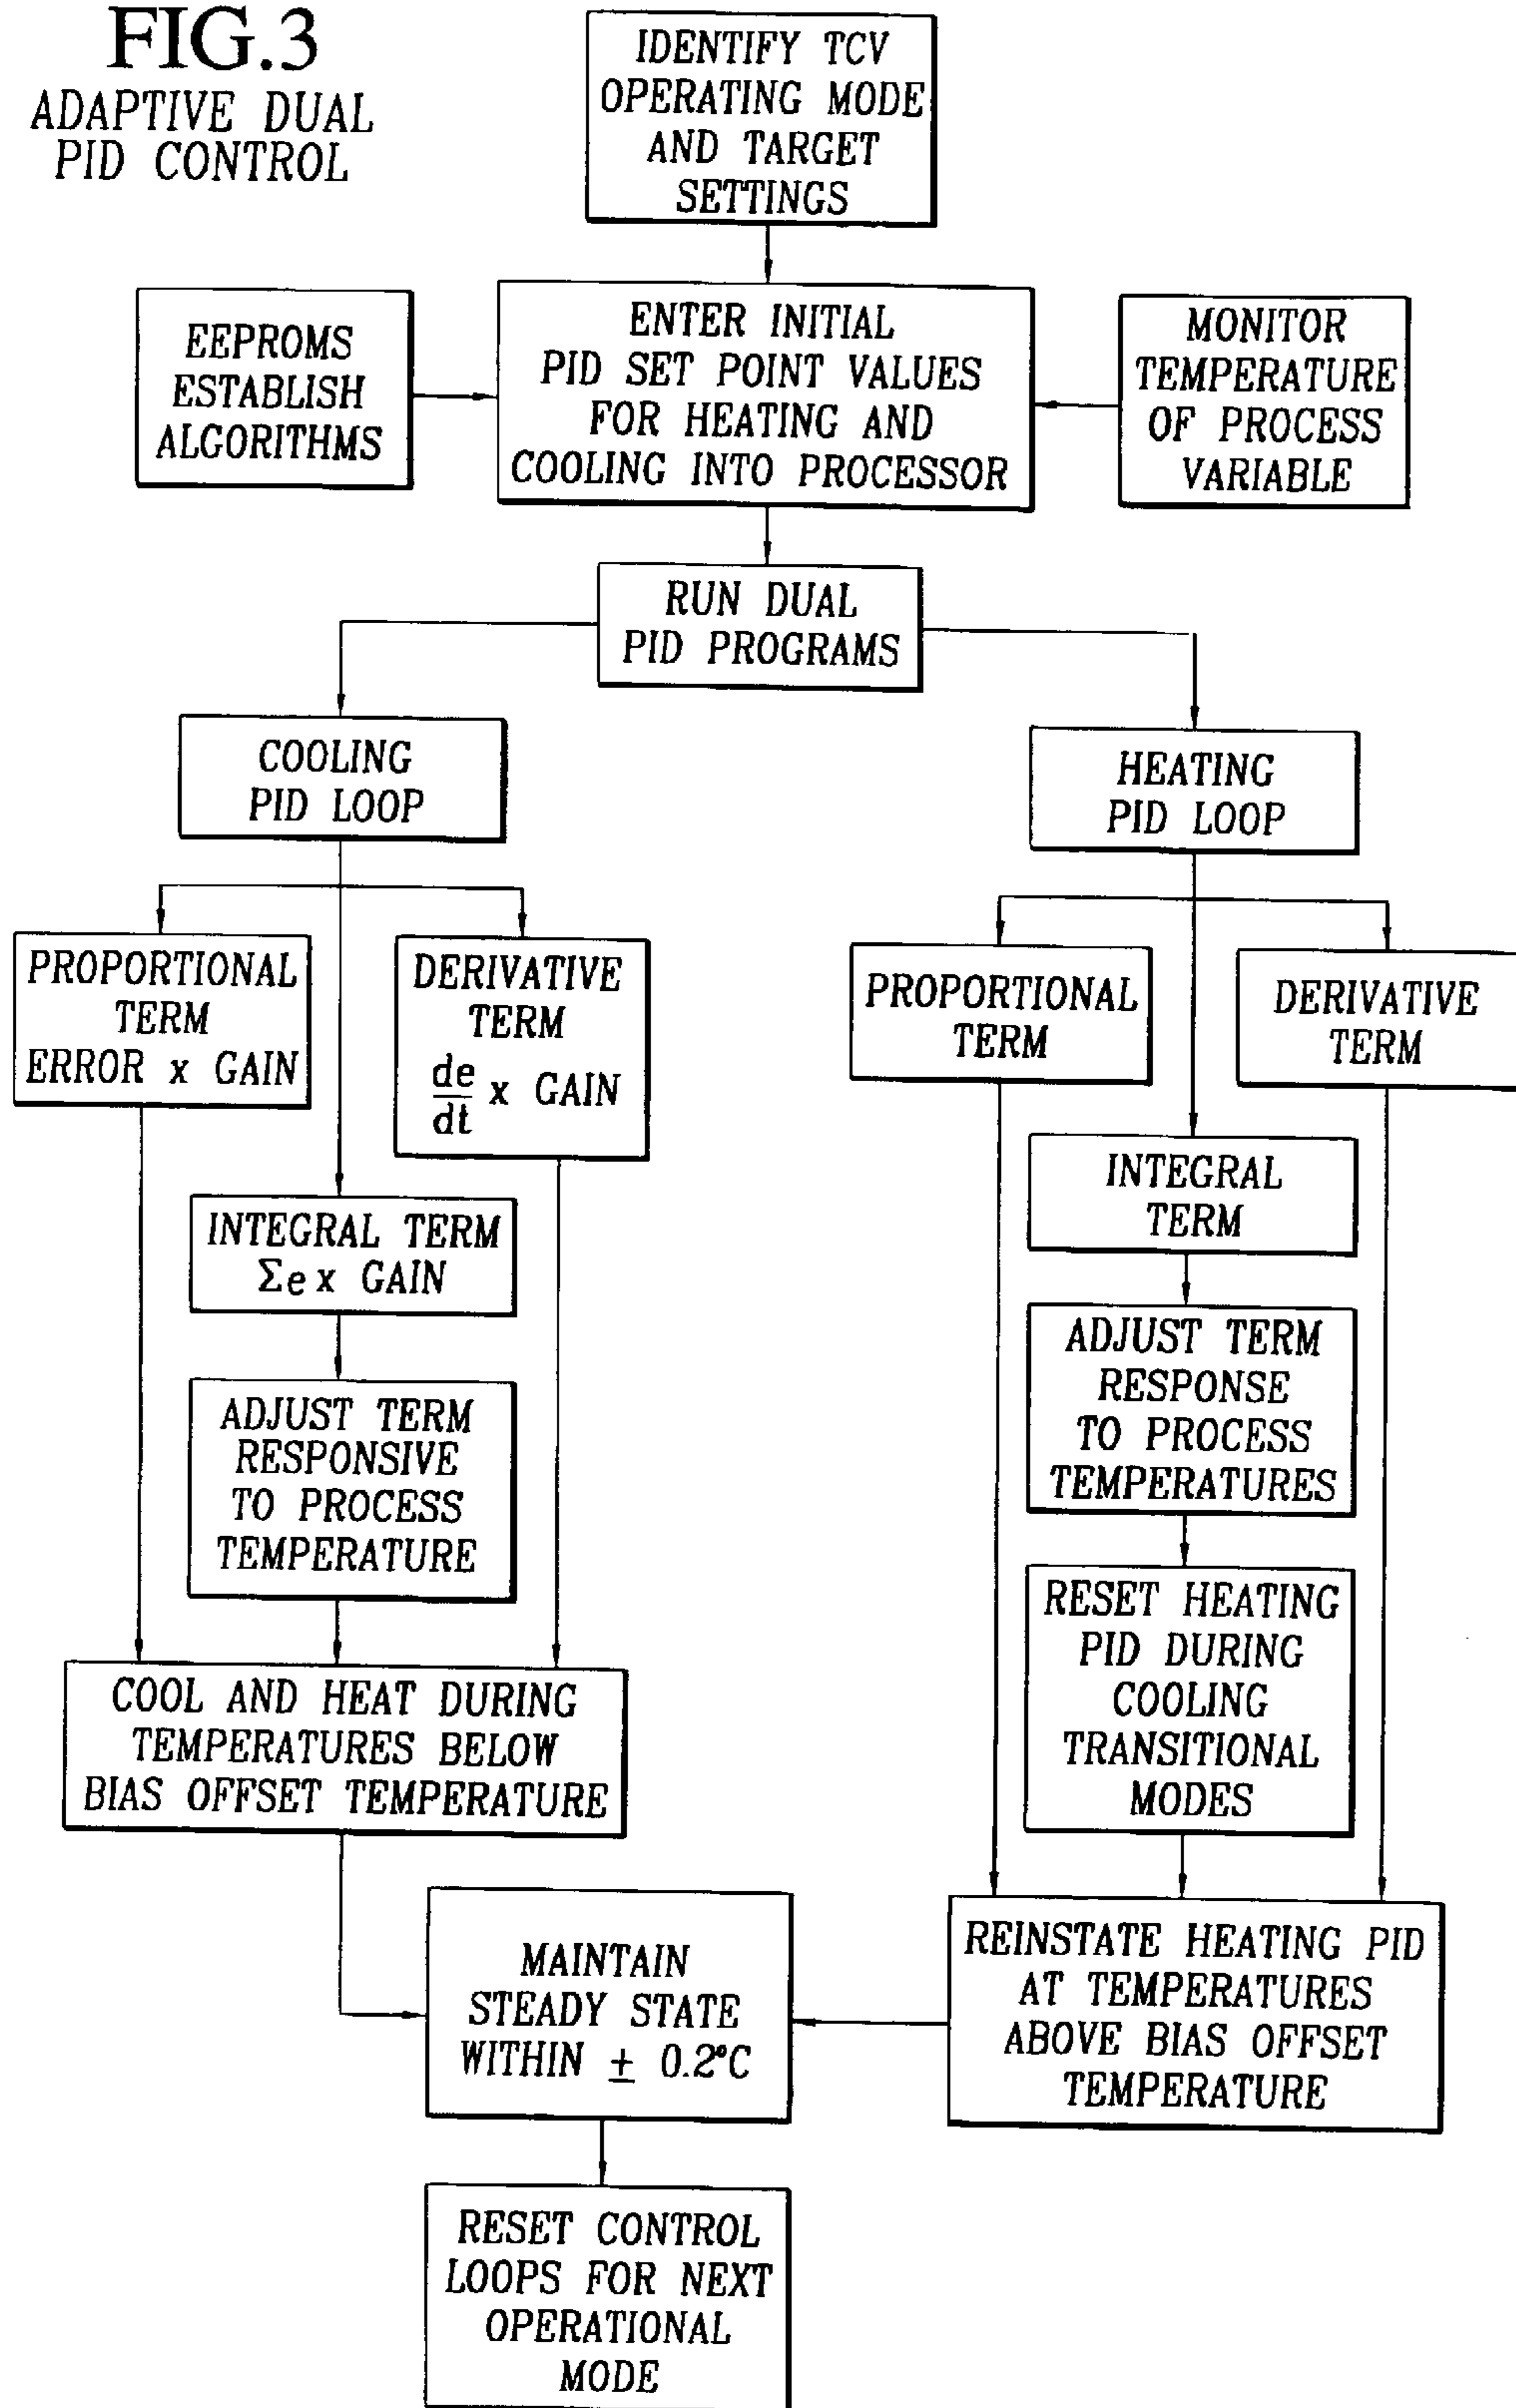 FIG.3
ADAPTIVE DUAL
PID CONTROL
IDENTIFY TCV
OPERATING MODE
AND TARGET
SETTINGS
EEPROMS
ESTABLISH
ALGORITHMS
ENTER INITIAL
PID SET POINT VALUES
FOR HEATING AND
COOLING INTO PROCESSOR
MONITOR
TEMPERATURE
OF PROCESS
VARIABLE
RUN DUAL
PID PROGRAMS
COOLING
PID LOOP
HEATING
PID LOOP
PROPORTIONAL
TERM
ERROR x GAIN
DERIVATIVE
TERM
de/dt x GAIN
PROPORTIONAL
TERM
DERIVATIVE
TERM
INTEGRAL TERM
Σe x GAIN
INTEGRAL
TERM
ADJUST TERM
RESPONSIVE
TO PROCESS
TEMPERATURE
ADJUST TERM
RESPONSE
TO PROCESS
TEMPERATURES
RESET HEATING
PID DURING
COOLING
TRANSITIONAL
MODES
COOL AND HEAT DURING
TEMPERATURES BELOW
BIAS OFFSET TEMPERATURE
MAINTAIN
STEADY STATE
WITHIN ± 0.2°C
REINSTATE HEATING PID
AT TEMPERATURES
ABOVE BIAS OFFSET
TEMPERATURE
RESET CONTROL
LOOPS FOR NEXT
OPERATIONAL
MODE